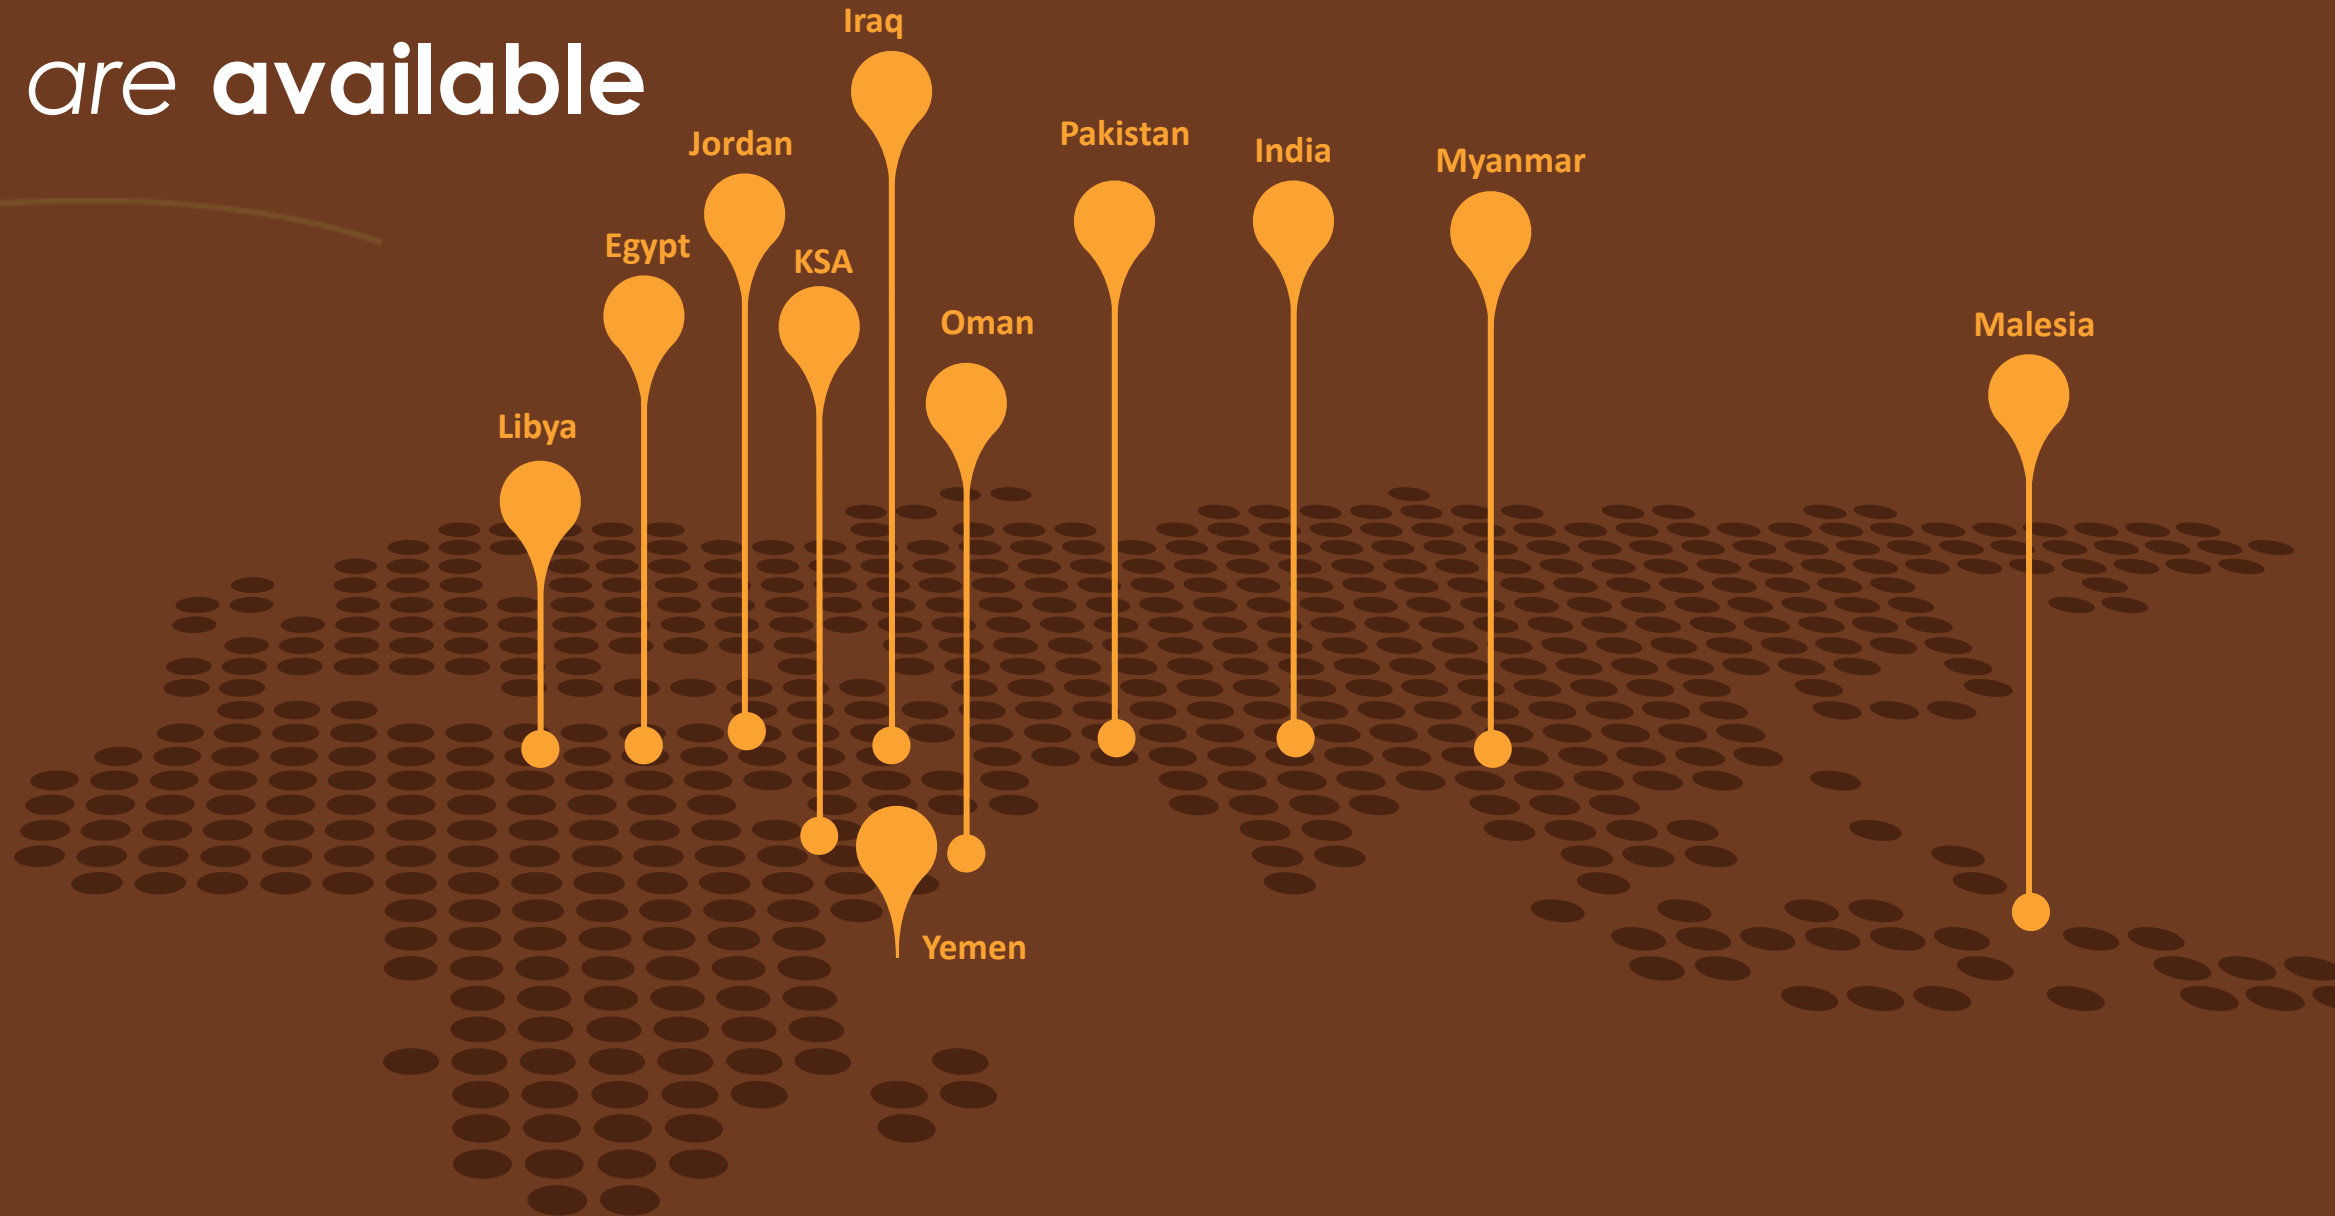 are available
Iraq
Jordan
Pakistan
India
Myanmar
Egypt
KSA
Oman
Malesia
Libya
Yemen